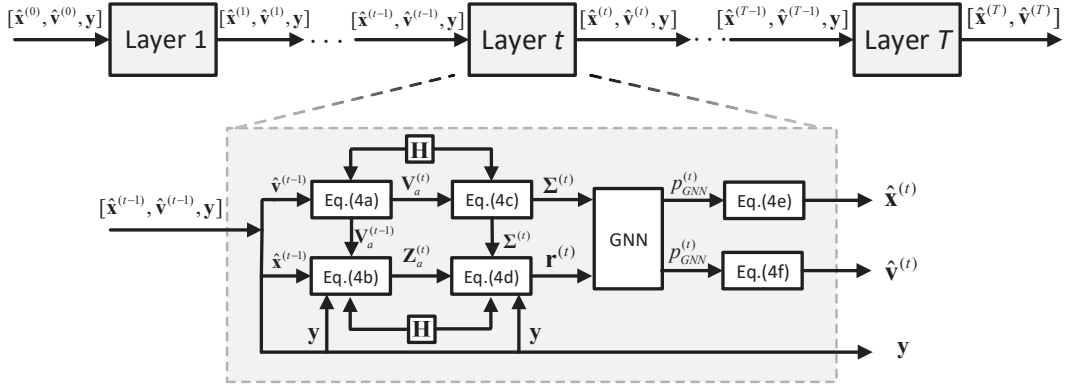 [x̂⁽⁰⁾, v̂⁽⁰⁾, y] Layer 1 [x̂⁽¹⁾, v̂⁽¹⁾, y] · · · [x̂⁽ᵗ⁻¹⁾, v̂⁽ᵗ⁻¹⁾, y] Layer t [x̂⁽ᵗ⁾, v̂⁽ᵗ⁾, y] · · · [x̂⁽ᵀ⁻¹⁾, v̂⁽ᵀ⁻¹⁾, y] Layer T [x̂⁽ᵀ⁾, v̂⁽ᵀ⁾]
H
v̂⁽ᵗ⁻¹⁾ Eq.(4a) Vₐ⁽ᵗ⁾ Eq.(4c) Σ⁽ᵗ⁾ p_GNN⁽ᵗ⁾ Eq.(4e) x̂⁽ᵗ⁾
[x̂⁽ᵗ⁻¹⁾, v̂⁽ᵗ⁻¹⁾, y]
Vₐ⁽ᵗ⁻¹⁾ Σ⁽ᵗ⁾ GNN
x̂⁽ᵗ⁻¹⁾ Eq.(4b) Zₐ⁽ᵗ⁾ Eq.(4d) r⁽ᵗ⁾ p_GNN⁽ᵗ⁾ Eq.(4f) v̂⁽ᵗ⁾
y H y
y